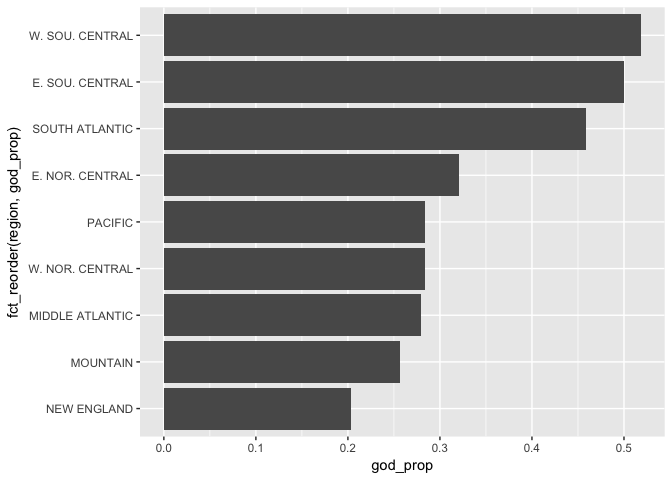 W. SOU. CENTRAL
E. SOU. CENTRAL
SOUTH ATLANTIC
E. NOR. CENTRAL
PACIFIC
W. NOR. CENTRAL
MIDDLE ATLANTIC
MOUNTAIN
NEW ENGLAND
fct_reorder(region, god_prop)
0.0 0.1 0.2 0.3 0.4 0.5
god_prop